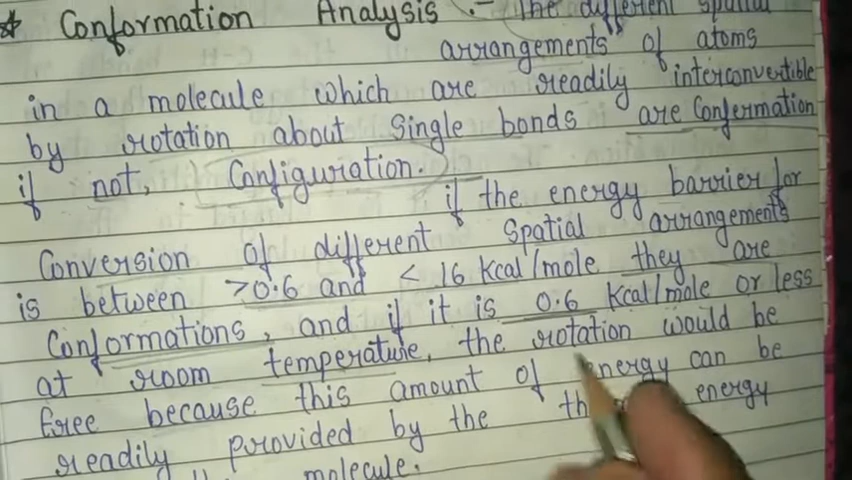 * Conformation Analysis :- The different spatial
arrangements of atoms
in a molecule which are readily interconvertible
by rotation about Single bonds are Confermation
if not, Configuration.
if the energy barrier for
Conversion of different Spatial arrangements
is between >0.6 and < 16 Kcal/mole they are
Conformations, and if it is 0.6 Kcal/mole or less
at room temperature, the rotation would be
free because this amount of energy can be
readily provided by the energy
molecule.